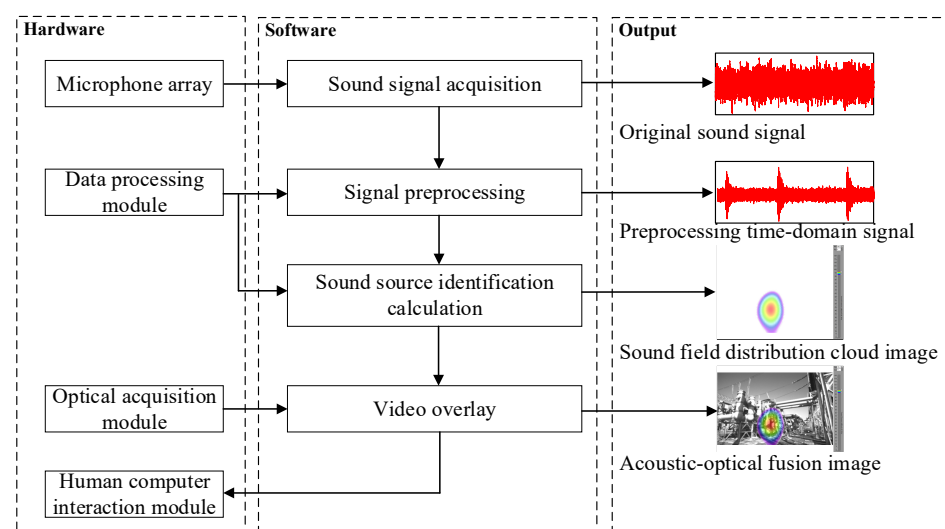 Hardware
Software
Output
Microphone array
Sound signal acquisition
Original sound signal
Data processing
module
Signal preprocessing
Preprocessing time-domain signal
Sound source identification
calculation
Sound field distribution cloud image
Optical acquisition
module
Video overlay
Acoustic-optical fusion image
Human computer
interaction module